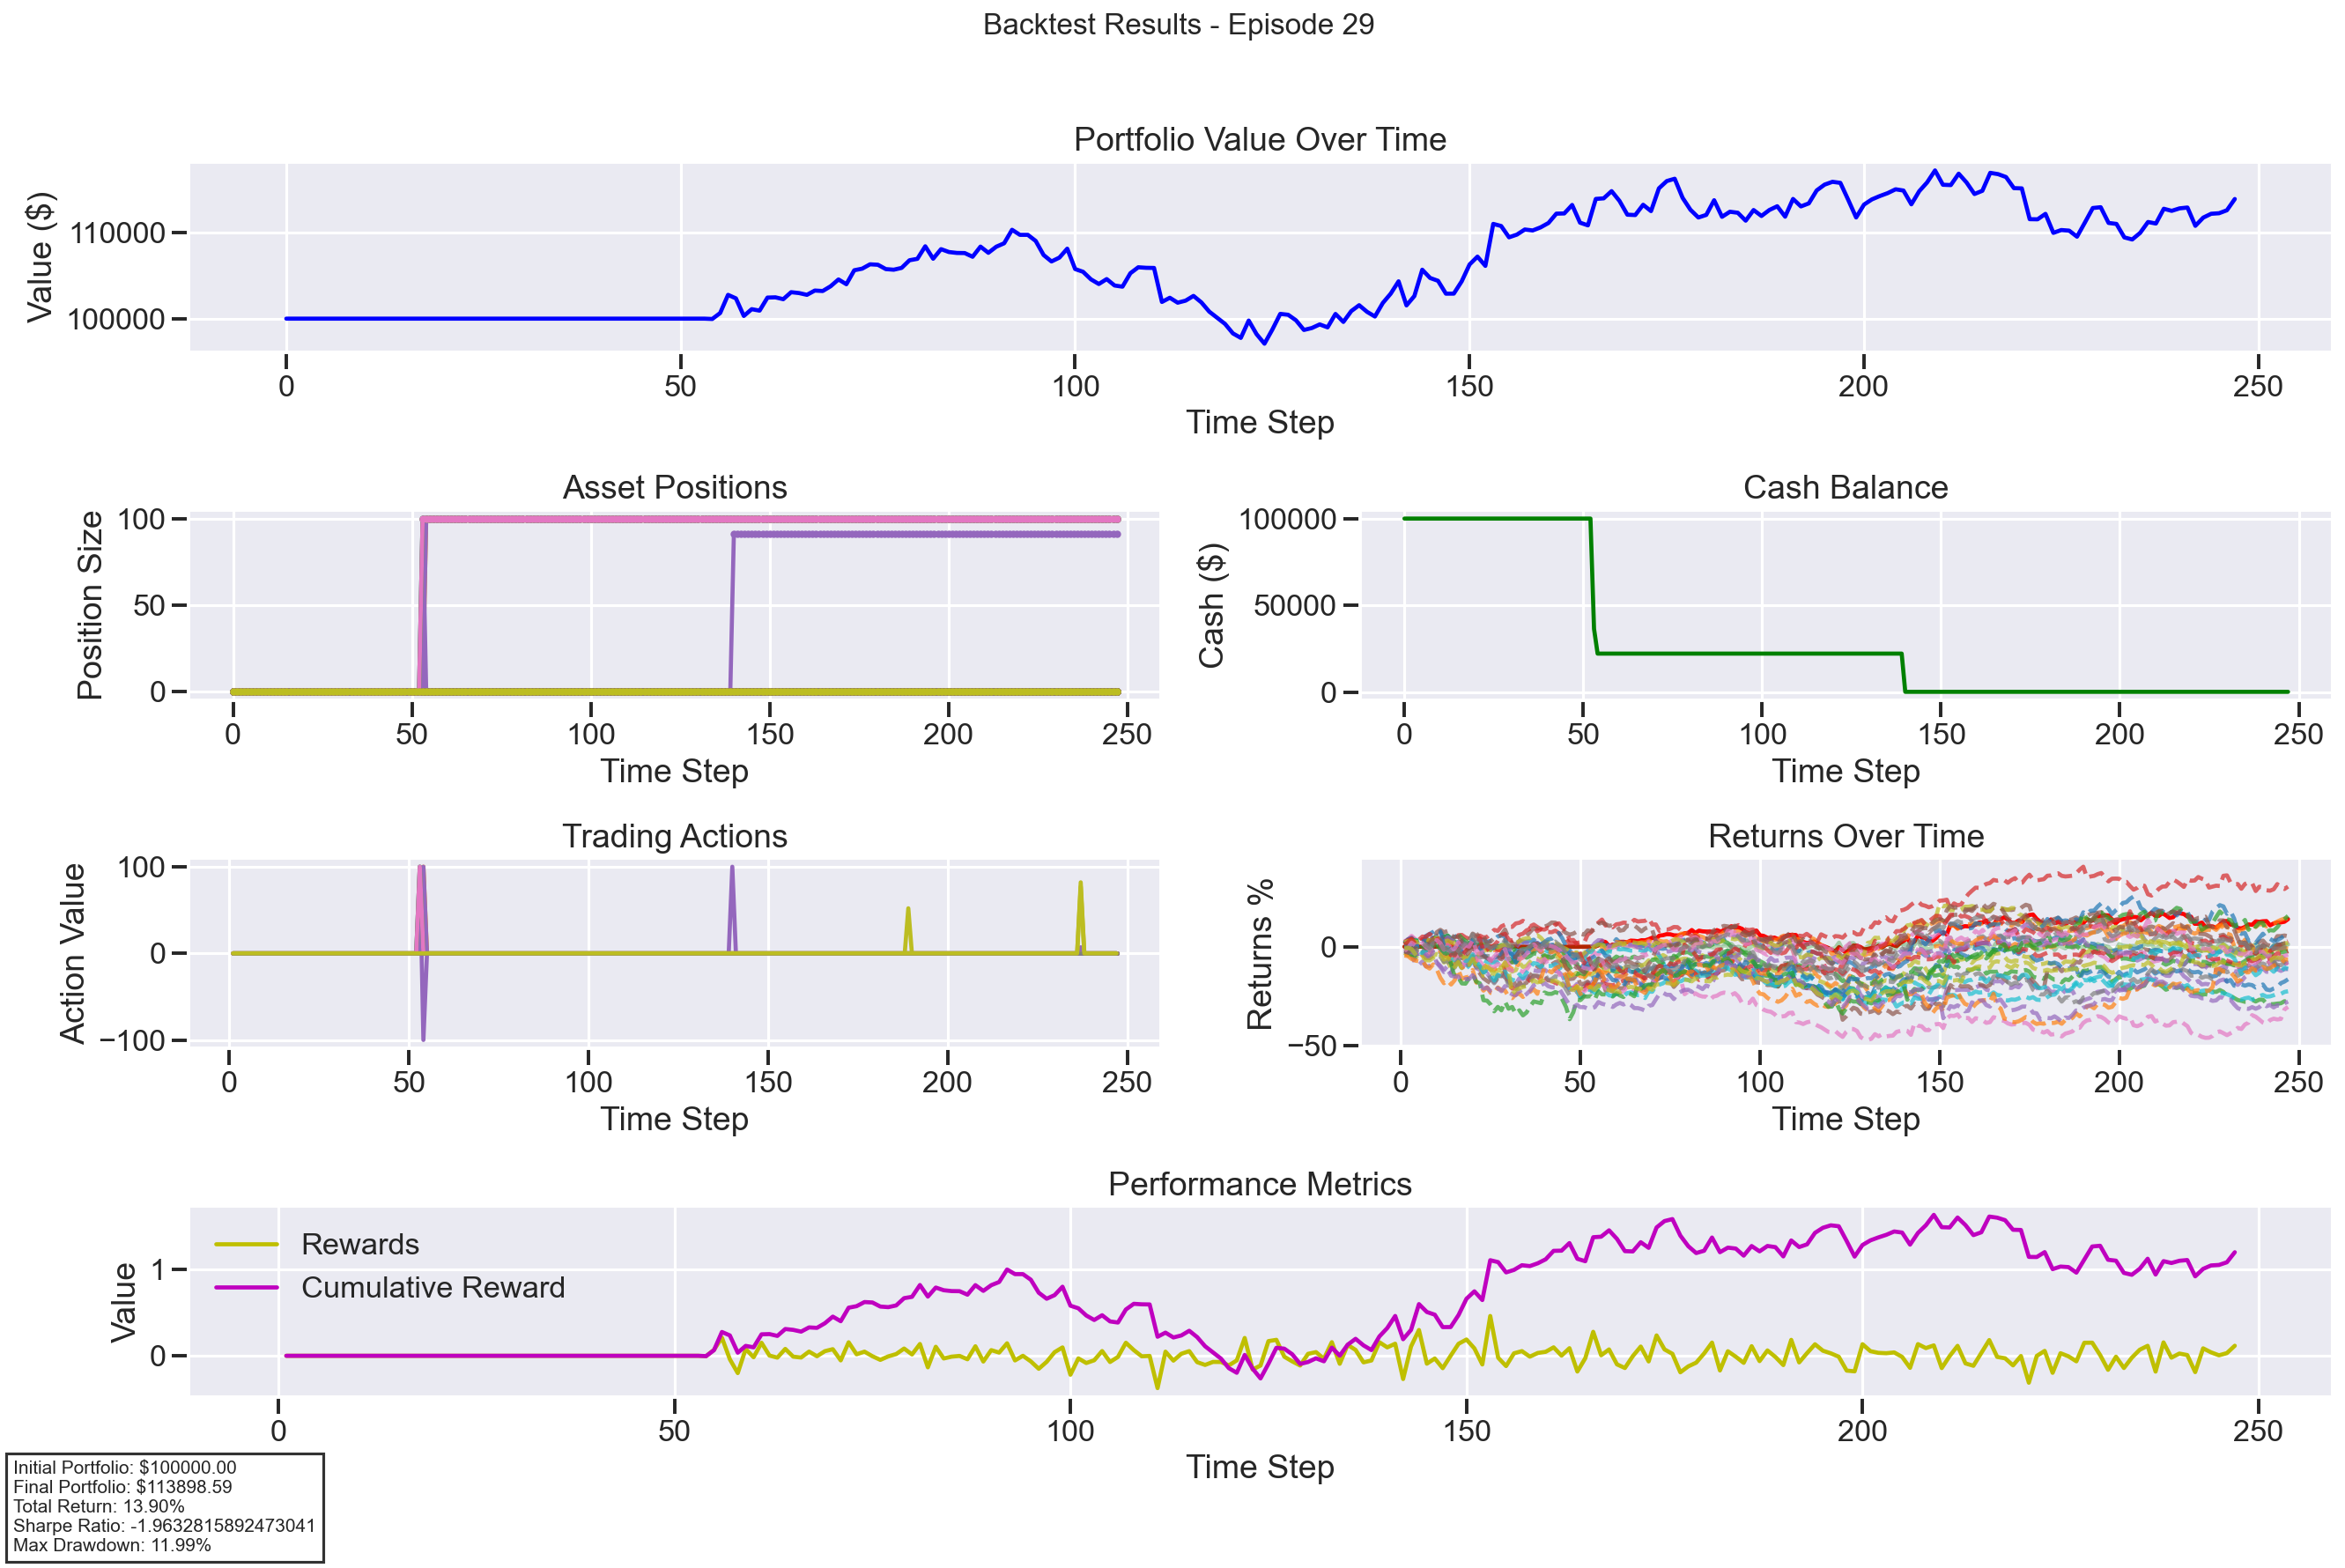 Backtest Results - Episode 29
Portfolio Value Over Time
Value ($)
110000
100000
0 50 100 150 200 250
Time Step
Asset Positions
Position Size
100
50
0
0 50 100 150 200 250
Time Step
Cash Balance
Cash ($)
100000
50000
0
0 50 100 150 200 250
Time Step
Trading Actions
Action Value
100
0
−100
0 50 100 150 200 250
Time Step
Returns Over Time
Returns %
0
−50
0 50 100 150 200 250
Time Step
Performance Metrics
Value
1
0
Rewards
Cumulative Reward
0 50 100 150 200 250
Time Step
Initial Portfolio: $100000.00
Final Portfolio: $113898.59
Total Return: 13.90%
Sharpe Ratio: -1.9632815892473041
Max Drawdown: 11.99%